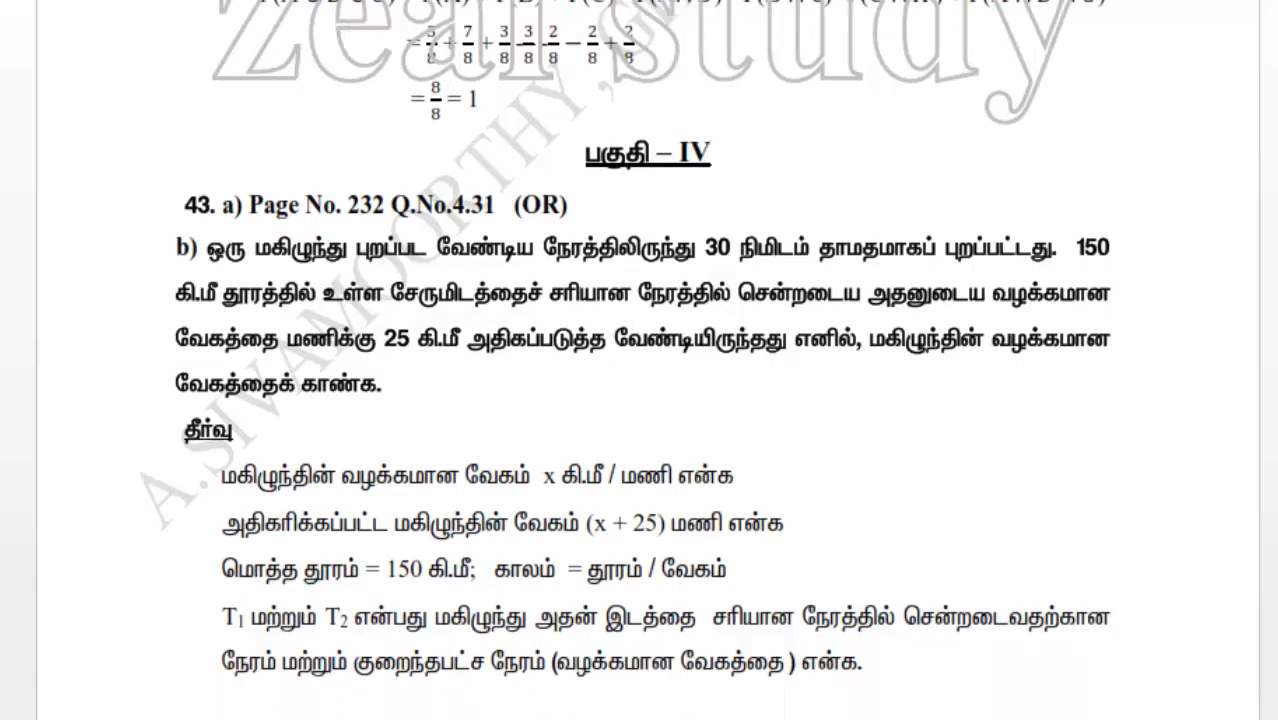 zeal study
= 5/8 + 7/8 + 3/8 - 3/8 - 2/8 − 2/8 + 2/8
= 8/8 = 1
பகுதி – IV
43. a) Page No. 232 Q.No.4.31 (OR)
b) ஒரு மகிழுந்து புறப்பட வேண்டிய நேரத்திலிருந்து 30 நிமிடம் தாமதமாகப் புறப்பட்டது. 150
கி.மீ தூரத்தில் உள்ள சேருமிடத்தைச் சரியான நேரத்தில் சென்றடைய அதனுடைய வழக்கமான
வேகத்தை மணிக்கு 25 கி.மீ அதிகப்படுத்த வேண்டியிருந்தது எனில், மகிழுந்தின் வழக்கமான
வேகத்தைக் காண்க.
தீர்வு
மகிழுந்தின் வழக்கமான வேகம் x கி.மீ / மணி என்க
அதிகரிக்கப்பட்ட மகிழுந்தின் வேகம் (x + 25) மணி என்க
மொத்த தூரம் = 150 கி.மீ; காலம் = தூரம் / வேகம்
T₁ மற்றும் T₂ என்பது மகிழுந்து அதன் இடத்தை சரியான நேரத்தில் சென்றடைவதற்கான
நேரம் மற்றும் குறைந்தபட்ச நேரம் (வழக்கமான வேகத்தை ) என்க.
A.SIVAMOORTHY ,